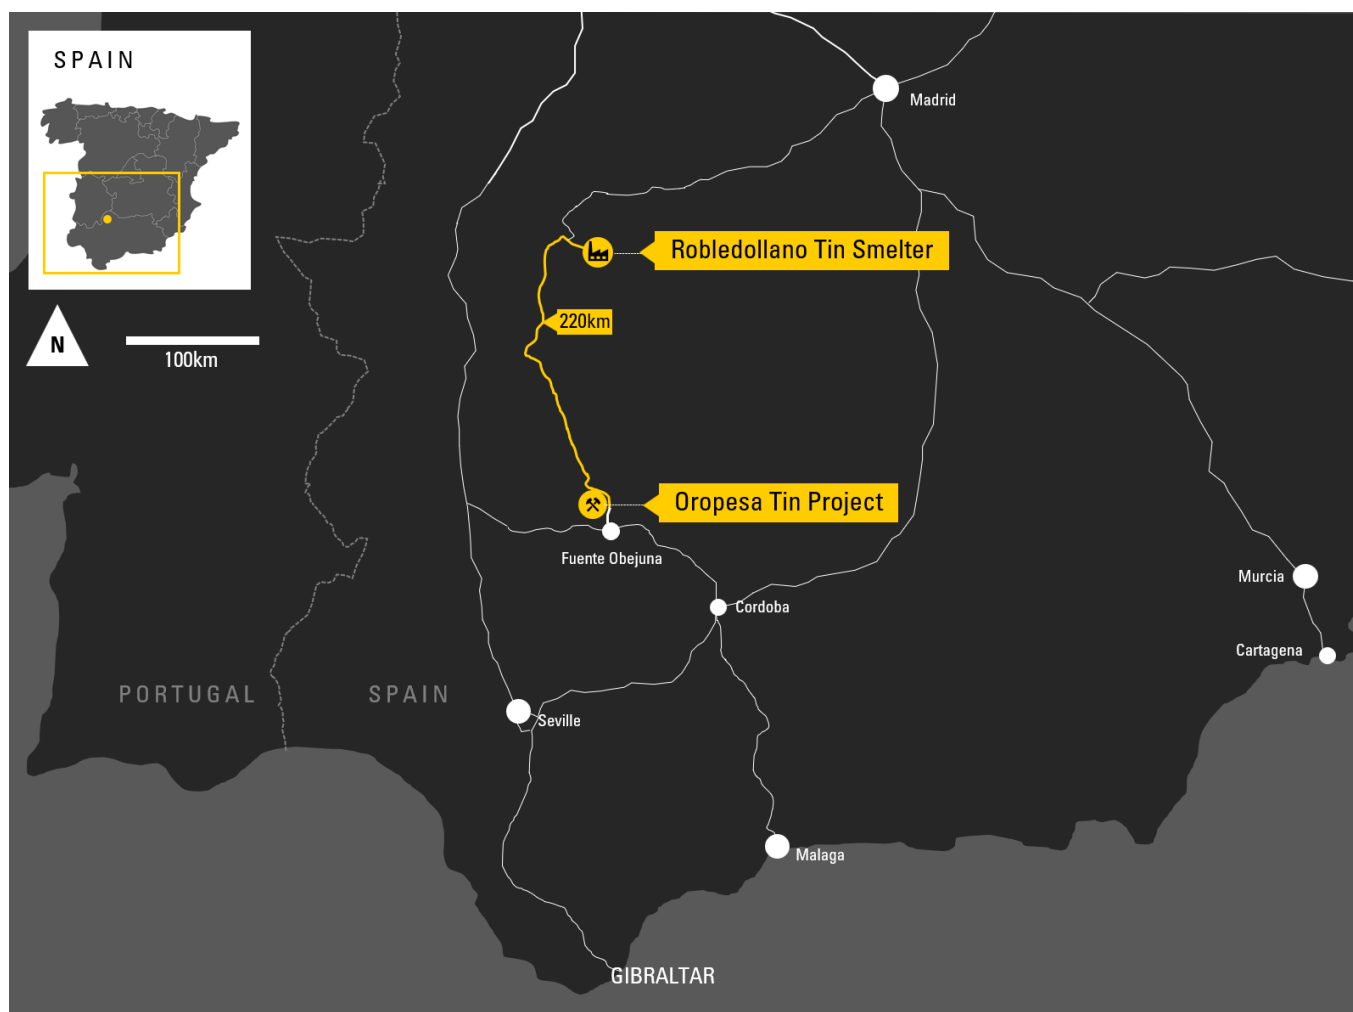 SPAIN
Madrid
Robledollano Tin Smelter
220km
N
100km
Oropesa Tin Project
Fuente Obejuna
Murcia
Cordoba
Cartagena
PORTUGAL
SPAIN
Seville
Malaga
GIBRALTAR